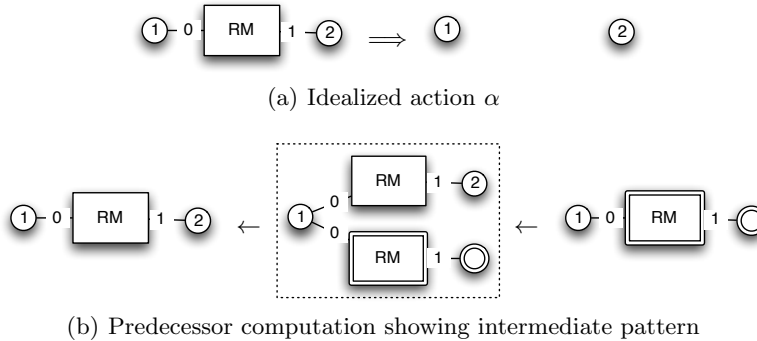 1 0 RM 1 2 ⟹ 1 2
(a) Idealized action α
1 0 RM 1 2 ← 1 0 RM 1 2 0 RM 1 ← 1 0 RM 1
(b) Predecessor computation showing intermediate pattern